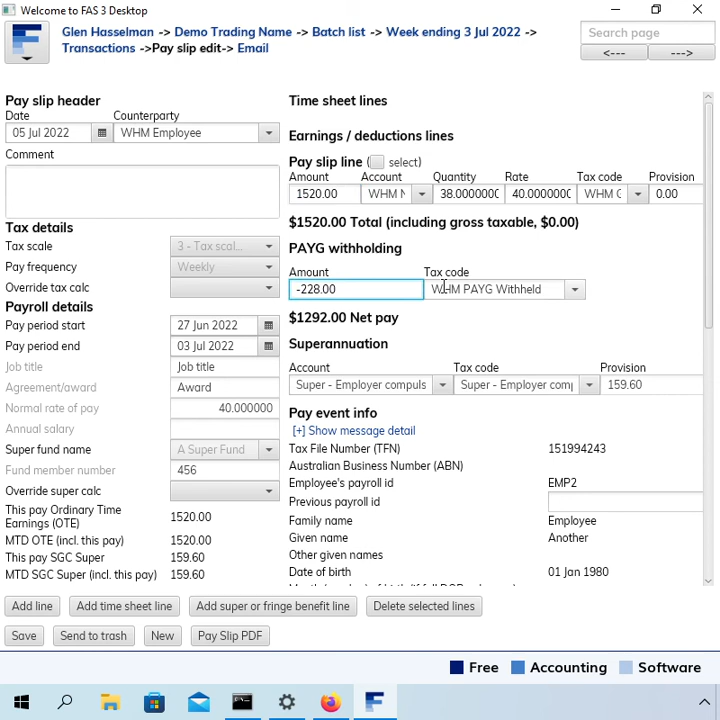 Welcome to FAS 3 Desktop
Glen Hasselman -> Demo Trading Name -> Batch list -> Week ending 3 Jul 2022 ->
Transactions ->Pay slip edit-> Email
Search page
<---
--->
Pay slip header
Date
Counterparty
05 Jul 2022
WHM Employee
Comment
Tax details
Tax scale
3 - Tax scal...
Pay frequency
Weekly
Override tax calc
Payroll details
Pay period start
27 Jun 2022
Pay period end
03 Jul 2022
Job title
Job title
Agreement/award
Award
Normal rate of pay
40.000000
Annual salary
Super fund name
A Super Fund
Fund member number
456
Override super calc
This pay Ordinary Time
Earnings (OTE)
1520.00
MTD OTE (incl. this pay)
1520.00
This pay SGC Super
159.60
MTD SGC Super (incl. this pay)
159.60
Time sheet lines
Earnings / deductions lines
Pay slip line ( select)
Amount
Account
Quantity
Rate
Tax code
Provision
1520.00
WHM
38.0000000
40.000000
WHM
0.00
$1520.00 Total (including gross taxable, $0.00)
PAYG withholding
Amount
Tax code
-228.00
WHM PAYG Withheld
$1292.00 Net pay
Superannuation
Account
Tax code
Provision
Super - Employer compuls
Super - Employer comp
159.60
Pay event info
[+] Show message detail
Tax File Number (TFN)
151994243
Australian Business Number (ABN)
Employee's payroll id
EMP2
Previous payroll id
Family name
Employee
Given name
Another
Other given names
Date of birth
01 Jan 1980
Add line
Add time sheet line
Add super or fringe benefit line
Delete selected lines
Save
Send to trash
New
Pay Slip PDF
Free
Accounting
Software